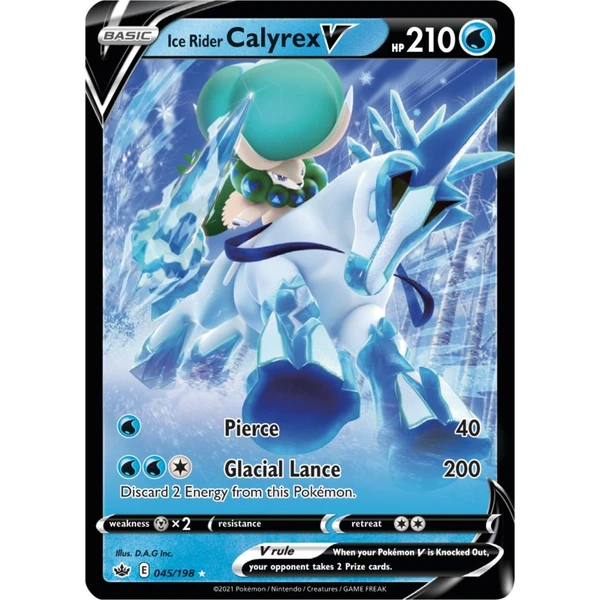 BASIC Ice Rider Calyrex V HP 210
Pierce 40
Glacial Lance 200
Discard 2 Energy from this Pokémon.
weakness ×2 resistance retreat
Illus. D.A.G Inc.
V rule When your Pokémon V is Knocked Out,
your opponent takes 2 Prize cards.
E 045/198
©2021 Pokémon / Nintendo / Creatures / GAME FREAK